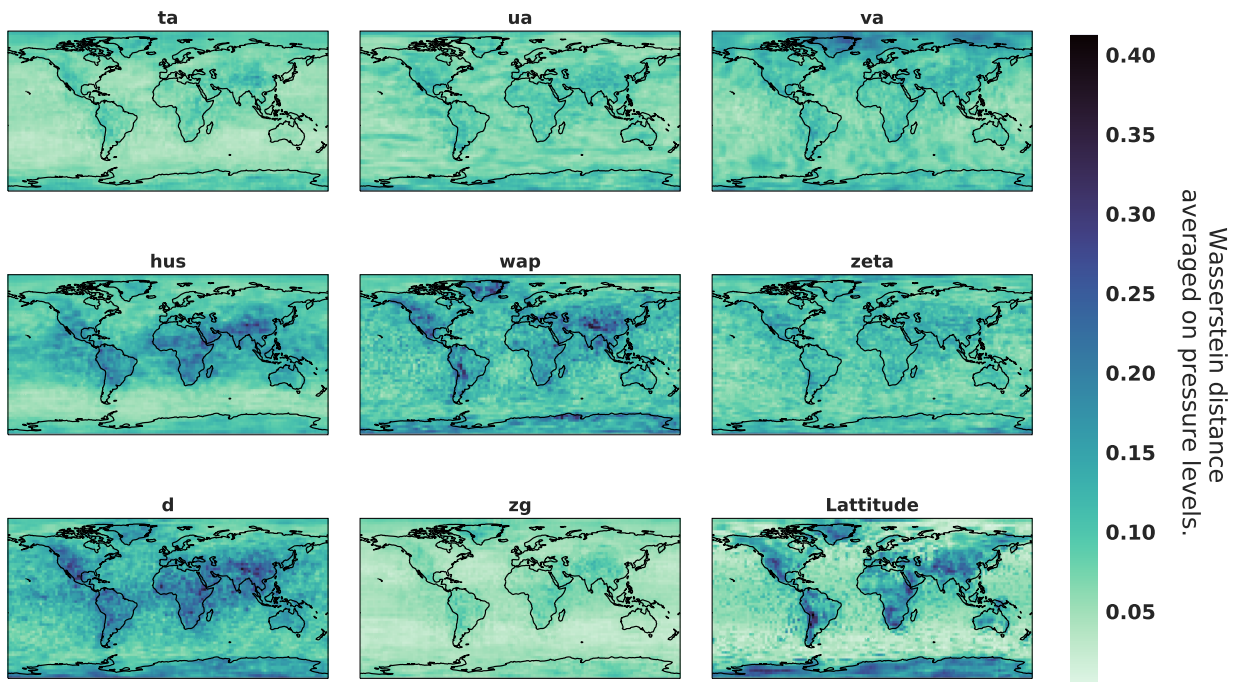 ta
ua
va
hus
wap
zeta
d
zg
Lattitude
0.40
0.35
0.30
0.25
0.20
0.15
0.10
0.05
Wasserstein distance
averaged on pressure levels.